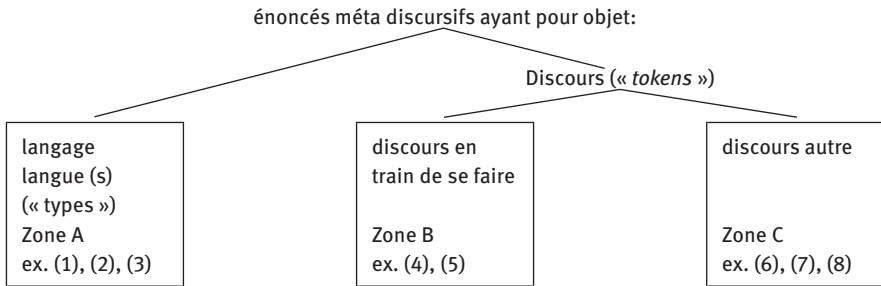 énoncés méta discursifs ayant pour objet:
Discours (« tokens »)
langage
langue (s)
(« types »)
Zone A
ex. (1), (2), (3)
discours en
train de se faire
Zone B
ex. (4), (5)
discours autre
Zone C
ex. (6), (7), (8)